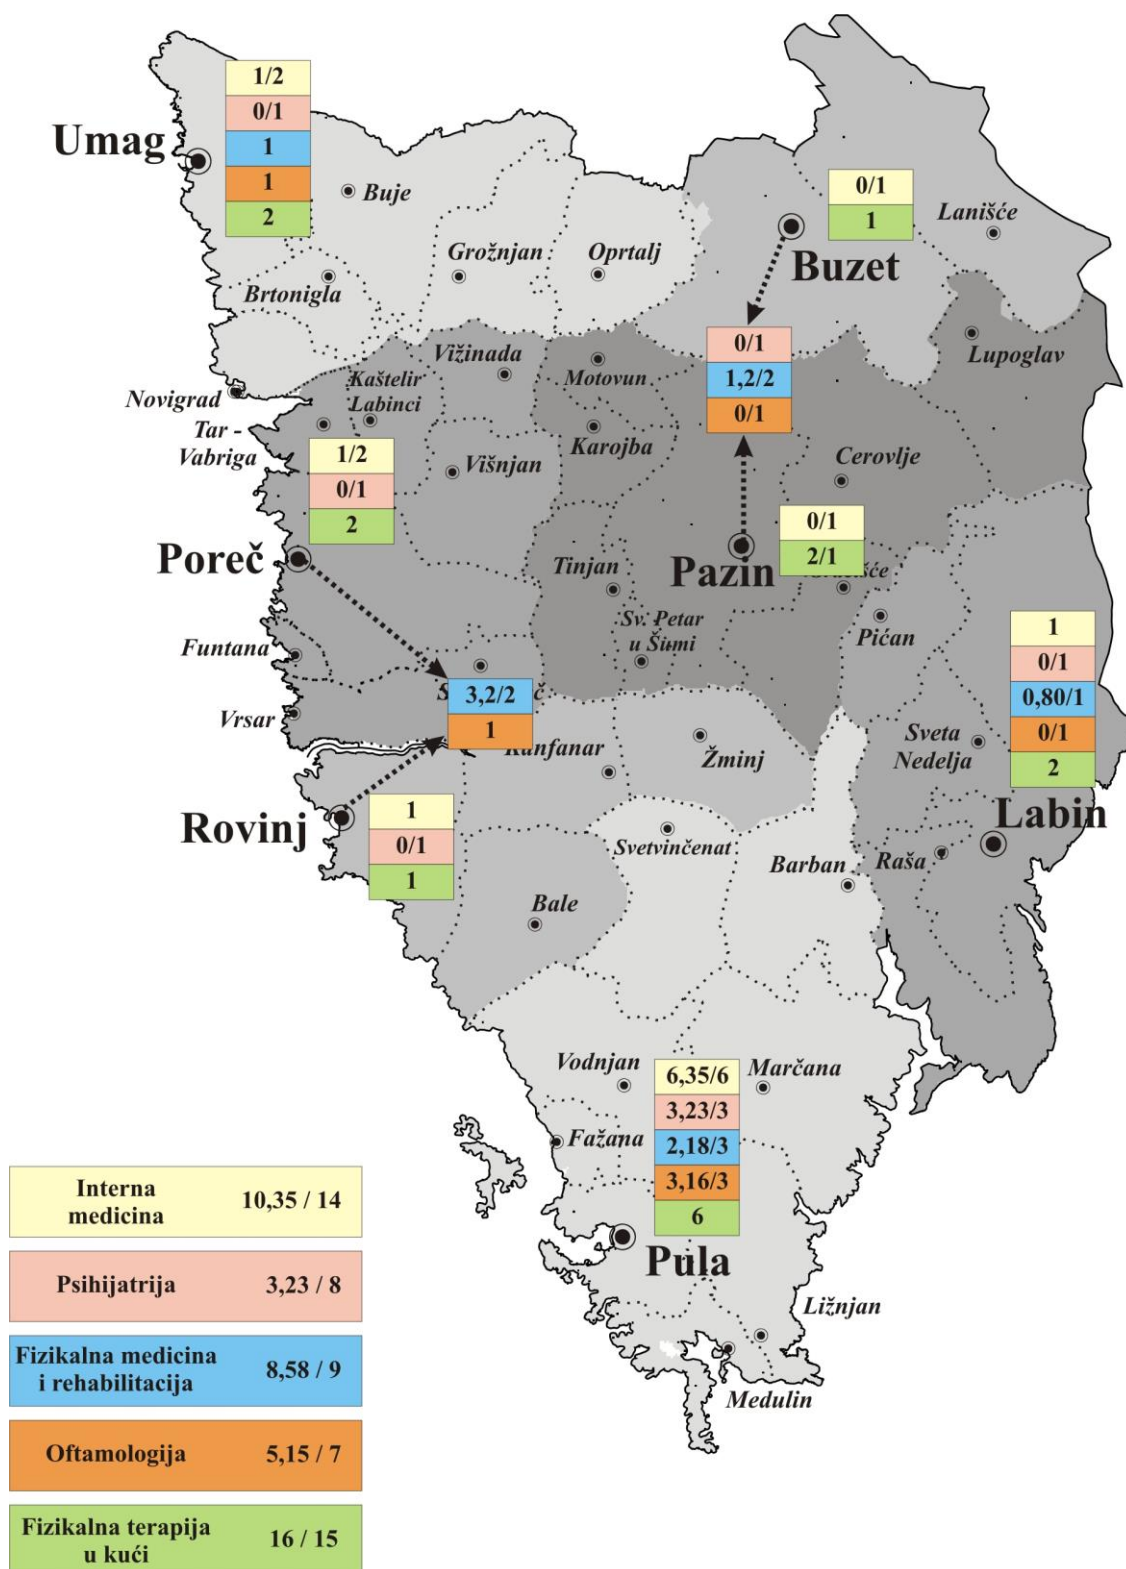 1/2
0/1
Umag
1
1
2
Buje
0/1
1
Lanišće
Buzet
Grožnjan
Oprtalj
Brtonigla
0/1
1,2/2
0/1
Lupoglav
Vižinada
Motovun
Kaštelir
Labinci
Novigrad
Tar -
Vabriga
Karojba
Višnjan
Cerovlje
1/2
0/1
2
0/1
2/1
Poreč
Pazin
Tinjan
Sv. Petar
u Šumi
Pićan
Funtana
1
0/1
0,80/1
0/1
2
3,2/2
1
Vrsar
Kanfanar
Žminj
Sveta
Nedelja
Rovinj
1
0/1
1
Labin
Svetvinčenat
Barban
Raša
Bale
Vodnjan
6,35/6
3,23/3
2,18/3
3,16/3
6
Marčana
Fažana
Pula
Ližnjan
Medulin
Interna
medicina 10,35 / 14
Psihijatrija 3,23 / 8
Fizikalna medicina
i rehabilitacija 8,58 / 9
Oftamologija 5,15 / 7
Fizikalna terapija
u kući 16 / 15